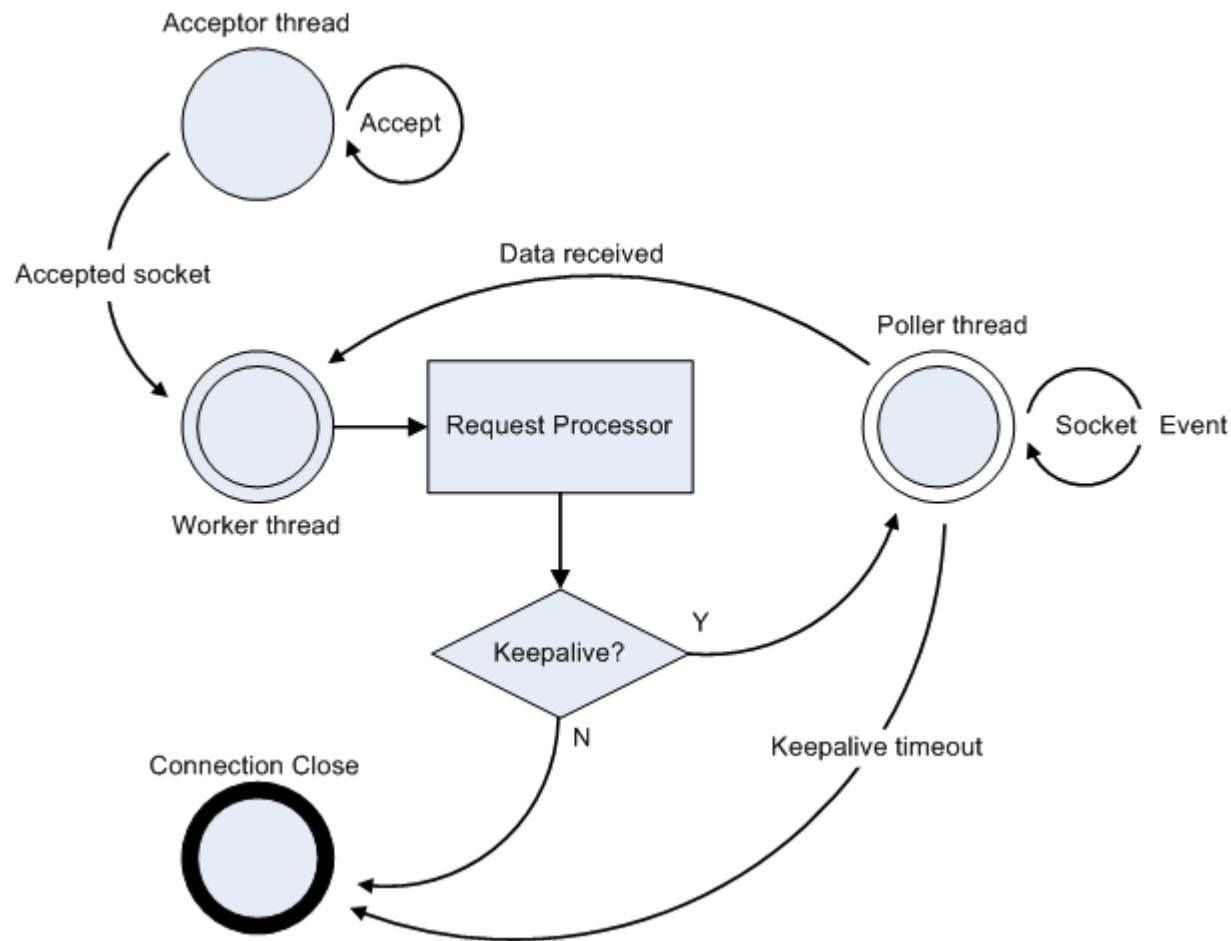 Acceptor thread
Accept
Accepted socket
Data received
Poller thread
Request Processor
Socket Event
Worker thread
Y
Keepalive?
N
Keepalive timeout
Connection Close